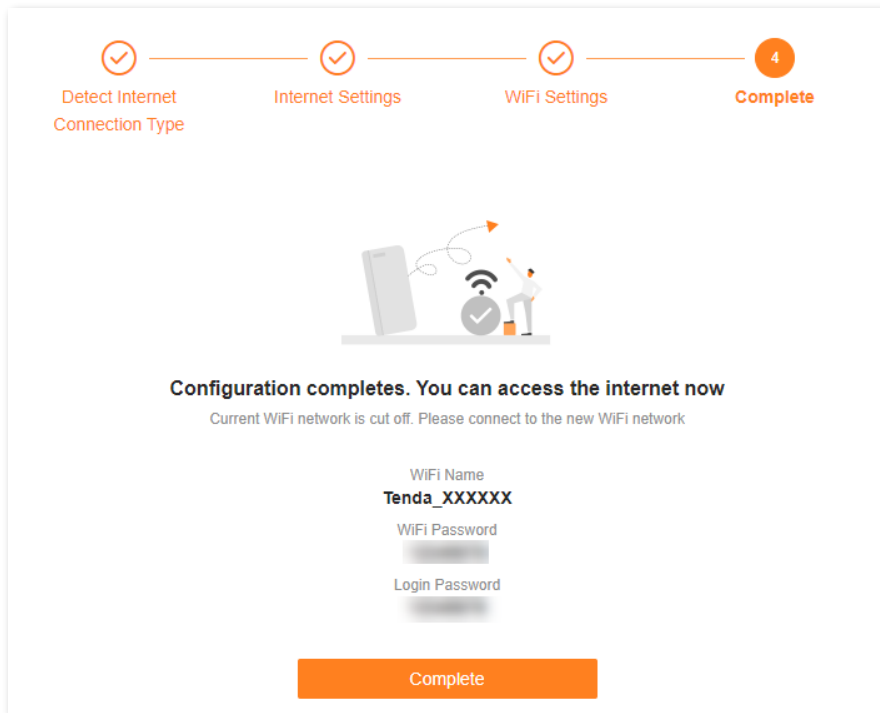 Detect Internet
Connection Type
Internet Settings
WiFi Settings
4
Complete
Configuration completes. You can access the internet now
Current WiFi network is cut off. Please connect to the new WiFi network
WiFi Name
Tenda_XXXXXX
WiFi Password
Login Password
Complete